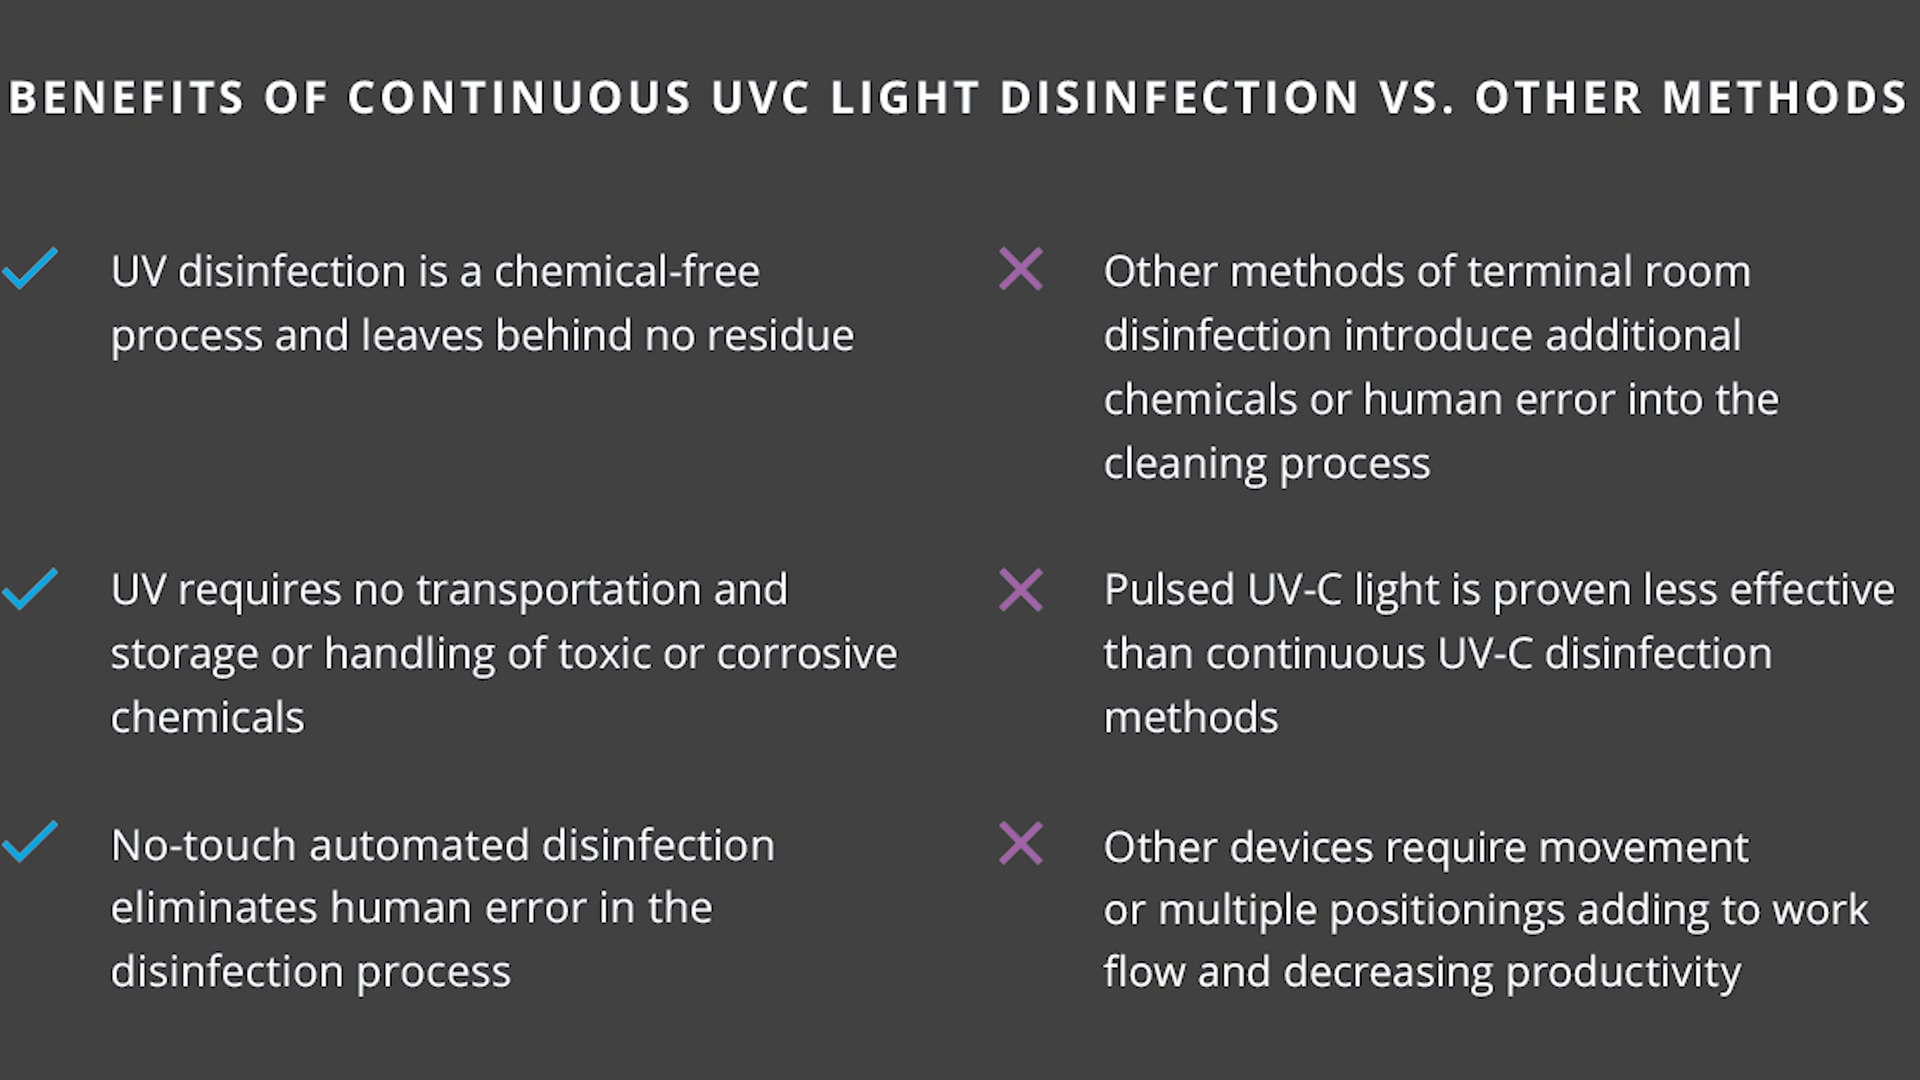 BENEFITS OF CONTINUOUS UVC LIGHT DISINFECTION VS. OTHER METHODS
UV disinfection is a chemical-free
process and leaves behind no residue
Other methods of terminal room
disinfection introduce additional
chemicals or human error into the
cleaning process
UV requires no transportation and
storage or handling of toxic or corrosive
chemicals
Pulsed UV-C light is proven less effective
than continuous UV-C disinfection
methods
No-touch automated disinfection
eliminates human error in the
disinfection process
Other devices require movement
or multiple positionings adding to work
flow and decreasing productivity